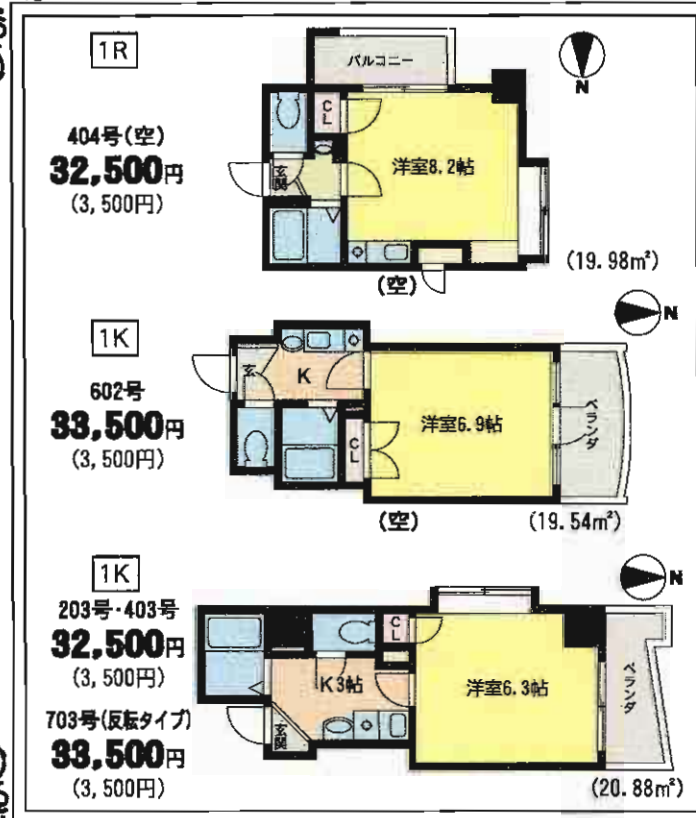 1R
404号(空)
32,500円
(3,500円)
バルコニー
N
CL
洋室8.2帖
玄関
(空)
(19.98m²)
1K
602号
33,500円
(3,500円)
N
玄
K
CL
洋室6.9帖
ベランダ
(空)
(19.54m²)
1K
203号・403号
32,500円
(3,500円)
703号(反転タイプ)
33,500円
(3,500円)
N
CL
K3帖
洋室6.3帖
玄関
ベランダ
(20.88m²)